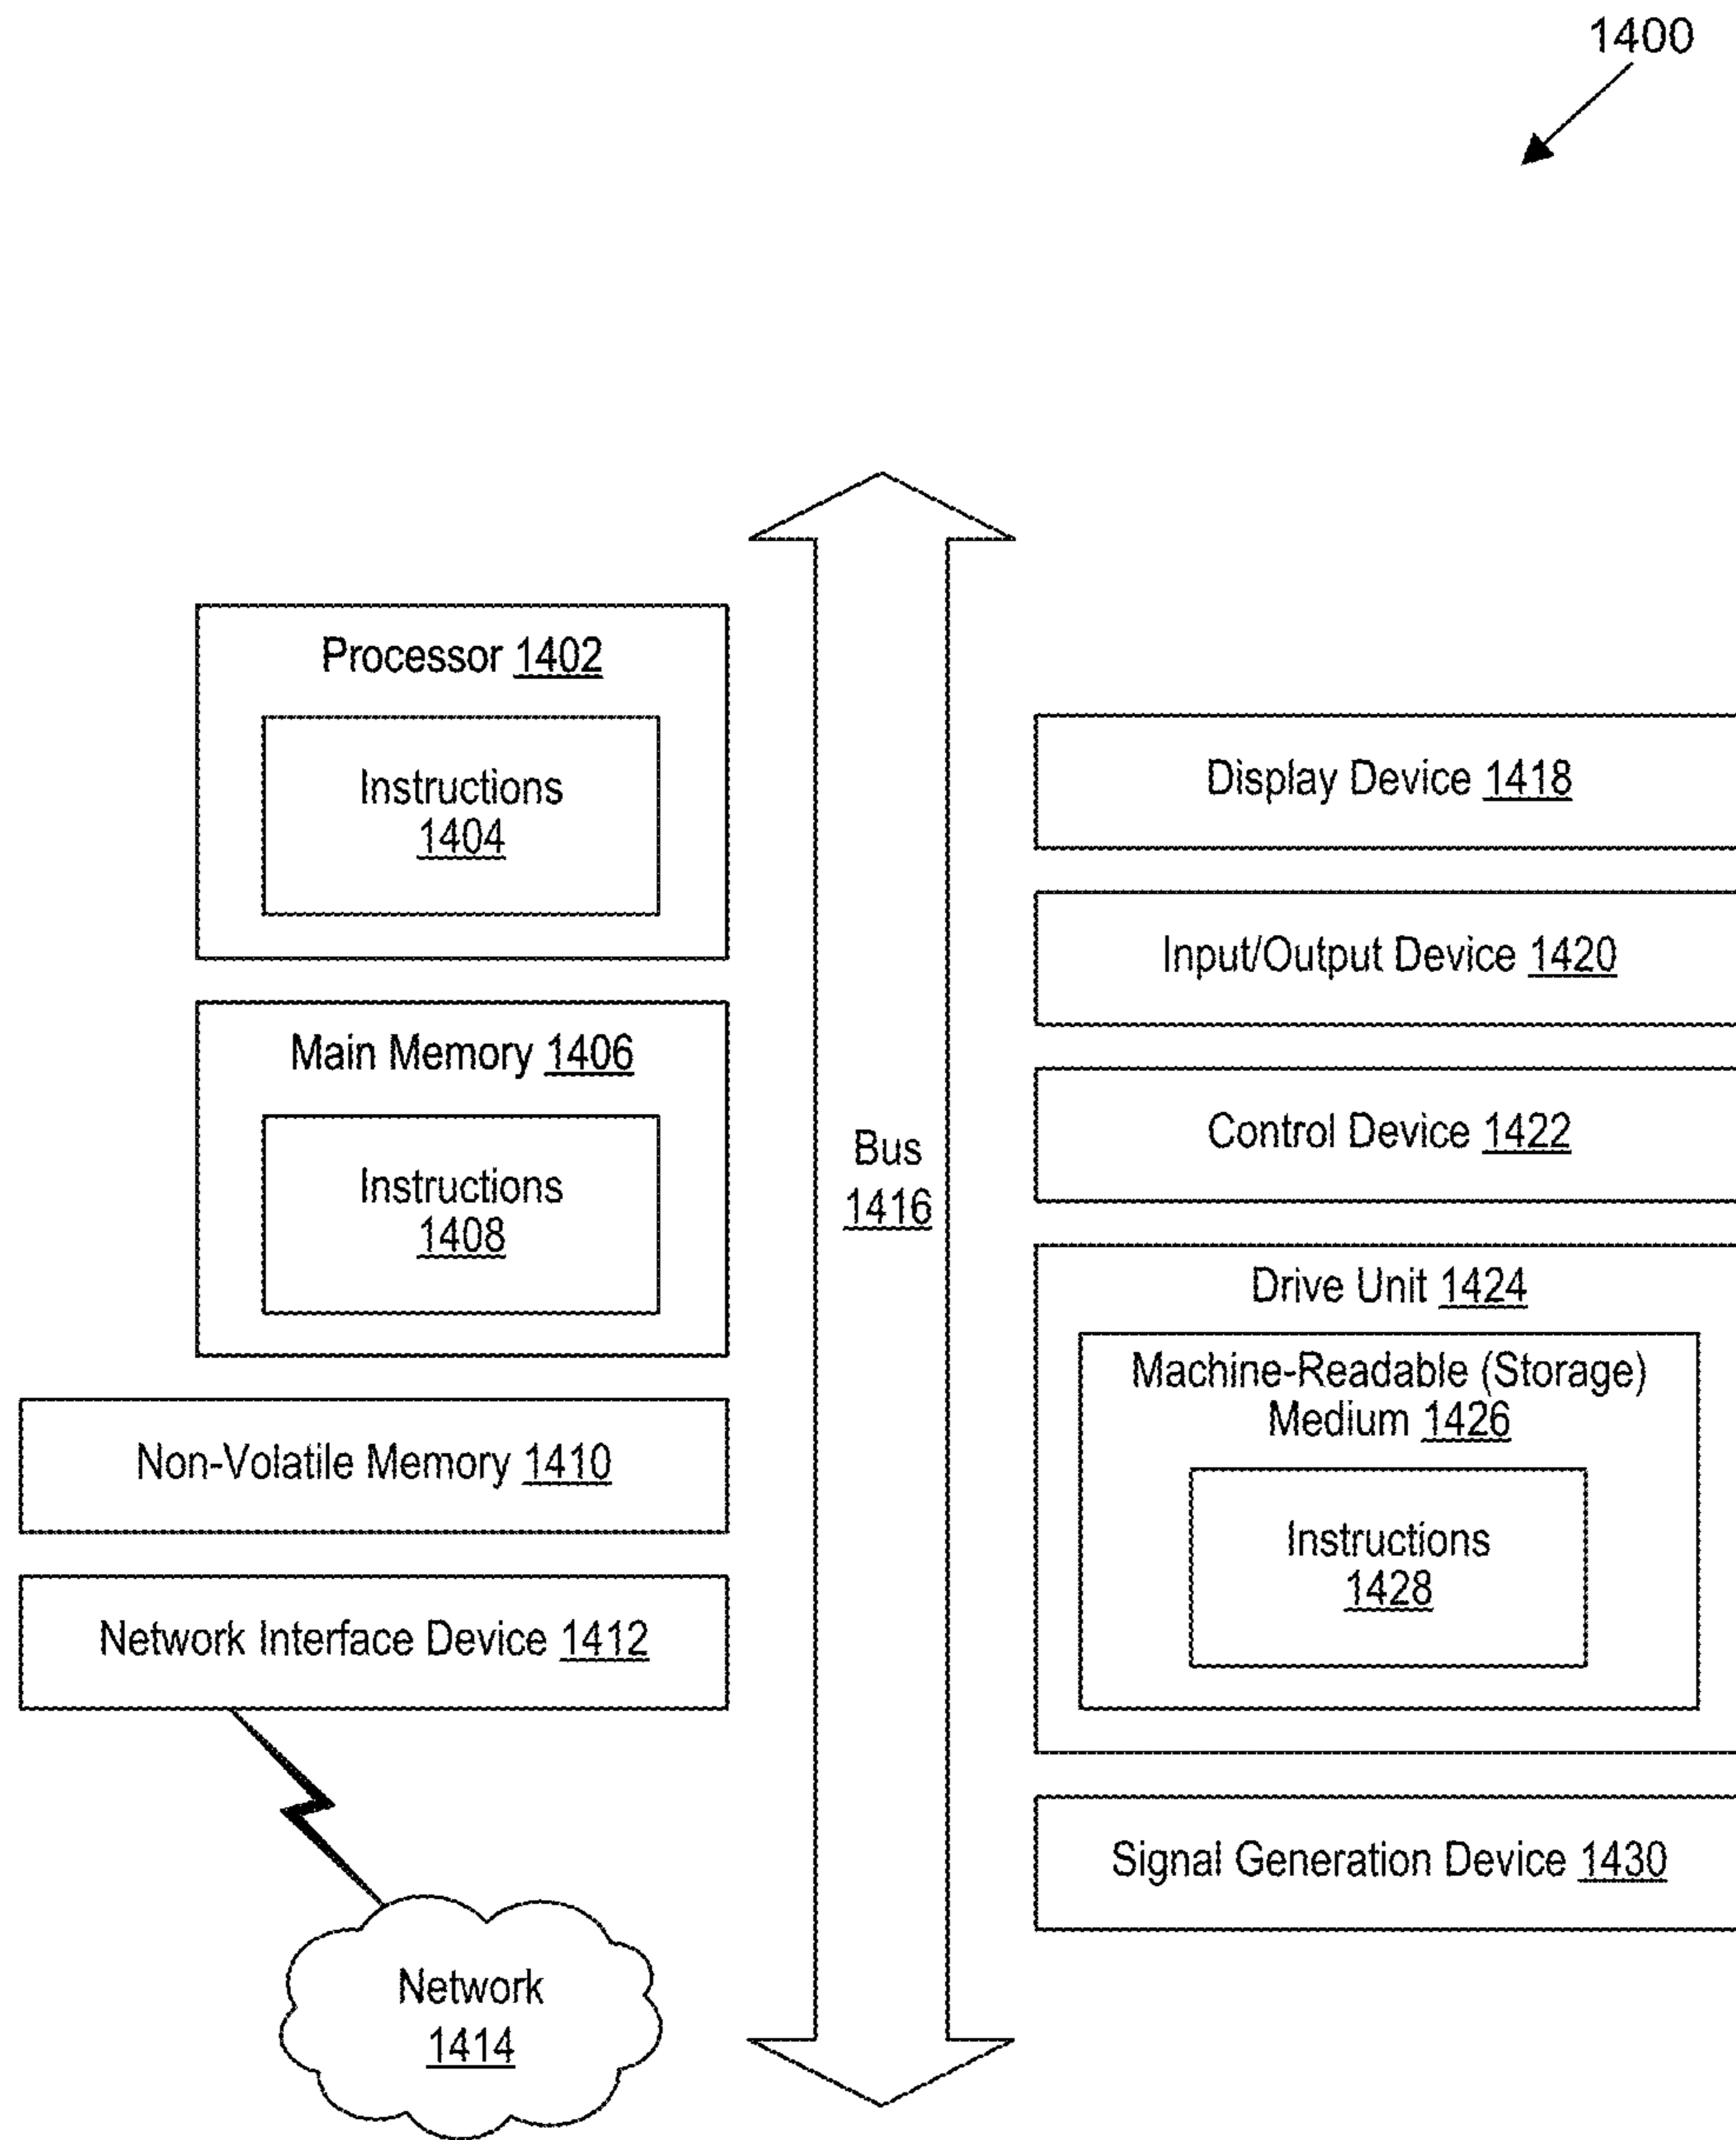 1400
Processor 1402
Instructions
1404
Main Memory 1406
Instructions
1408
Non-Volatile Memory 1410
Network Interface Device 1412
Network
1414
Bus
1416
Display Device 1418
Input/Output Device 1420
Control Device 1422
Drive Unit 1424
Machine-Readable (Storage)
Medium 1426
Instructions
1428
Signal Generation Device 1430